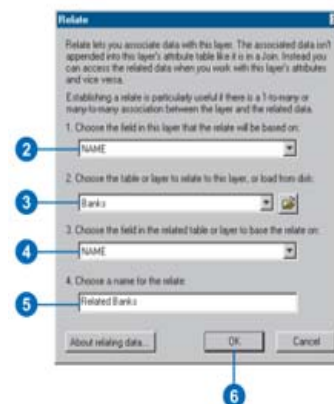 Relate
Relate lets you associate data with this layer. The associated data isn't
appended into this layer's attribute table like it is in a Join. Instead you
can access the related data when you work with this layer's attributes
and vice versa.
Establishing a relate is particularly useful if there is a 1-to-many or
many-to-many association between the layer and the related data.
1. Choose the field in this layer that the relate will be based on:
2
NAME
2. Choose the table or layer to relate to this layer, or load from disk:
3
Banks
3. Choose the field in the related table or layer to base the relate on:
4
NAME
4. Choose a name for the relate:
5
Related Banks
About relating data...
OK
Cancel
6